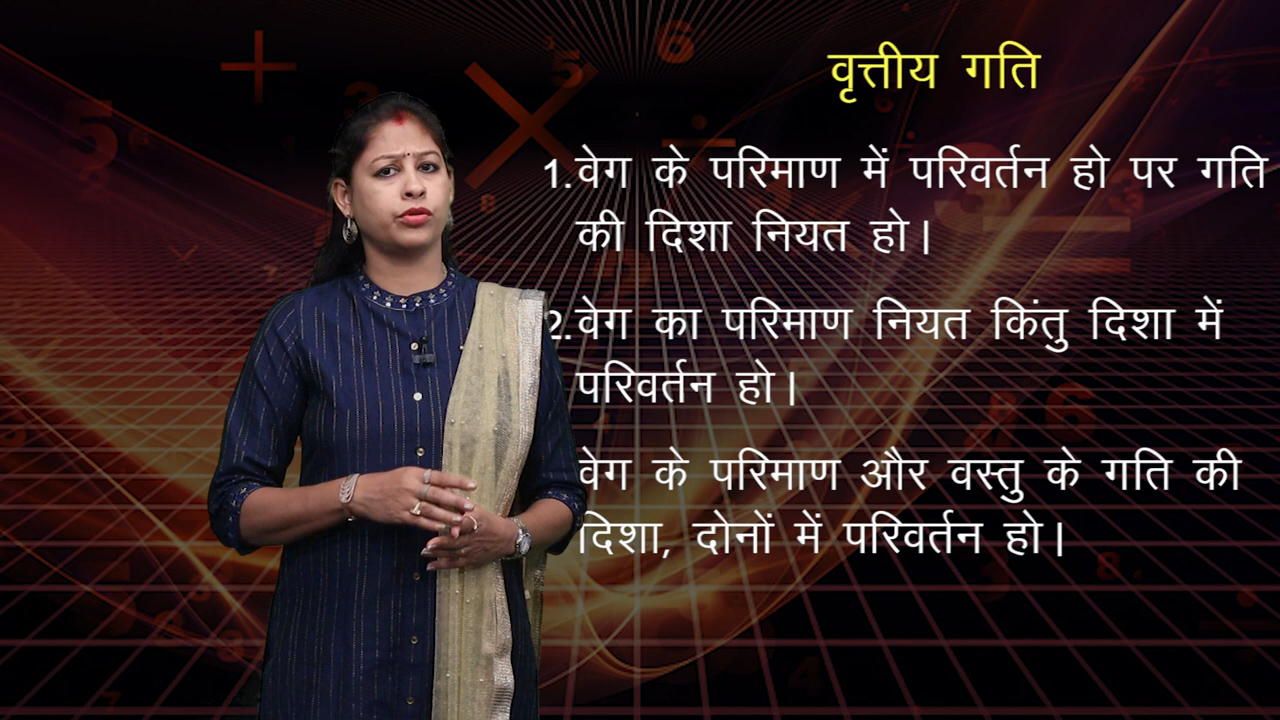 वृत्तीय गति
1. वेग के परिमाण में परिवर्तन हो पर गति
की दिशा नियत हो।
2. वेग का परिमाण नियत किंतु दिशा में
परिवर्तन हो।
वेग के परिमाण और वस्तु के गति की
दिशा, दोनों में परिवर्तन हो।